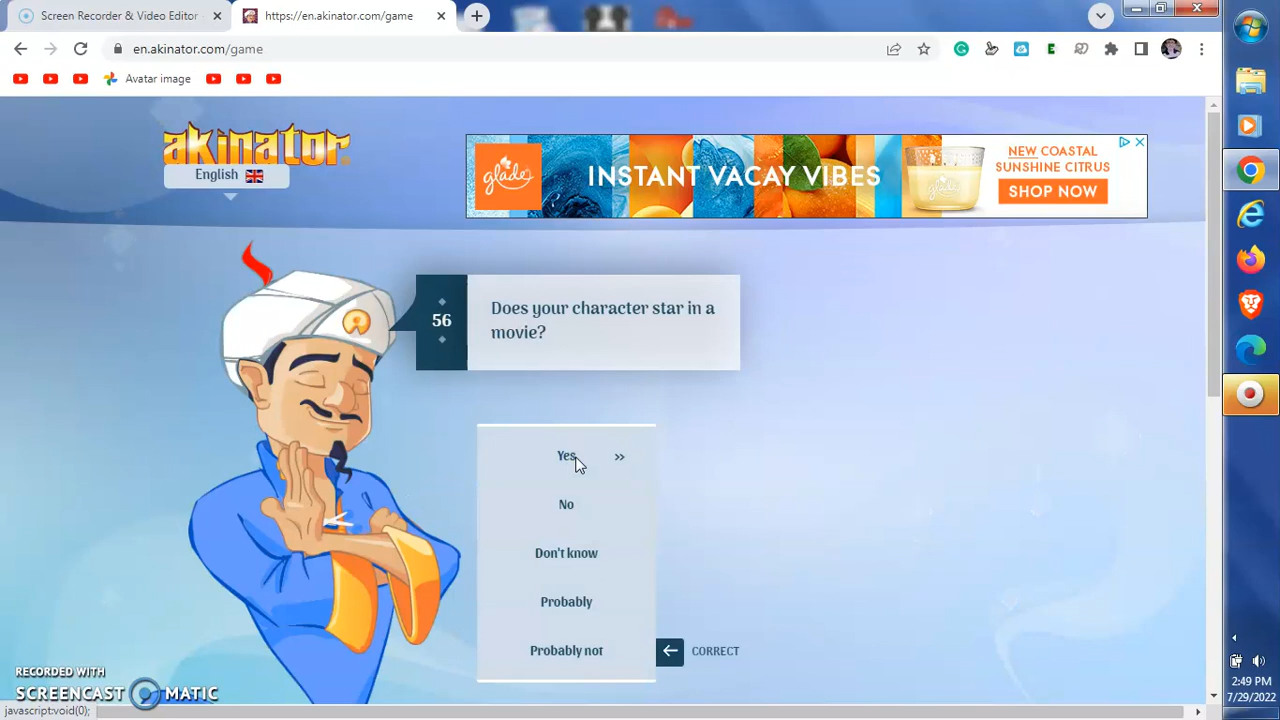 Screen Recorder & Video Editor -
https://en.akinator.com/game
en.akinator.com/game
Avatar image
akinator
English
glade
INSTANT VACAY VIBES
NEW COASTAL
SUNSHINE CITRUS
SHOP NOW
56
Does your character star in a
movie?
Yes
No
Don't know
Probably
Probably not
CORRECT
RECORDED WITH
SCREENCAST MATIC
javascript:void(0);
2:49 PM
7/29/2022